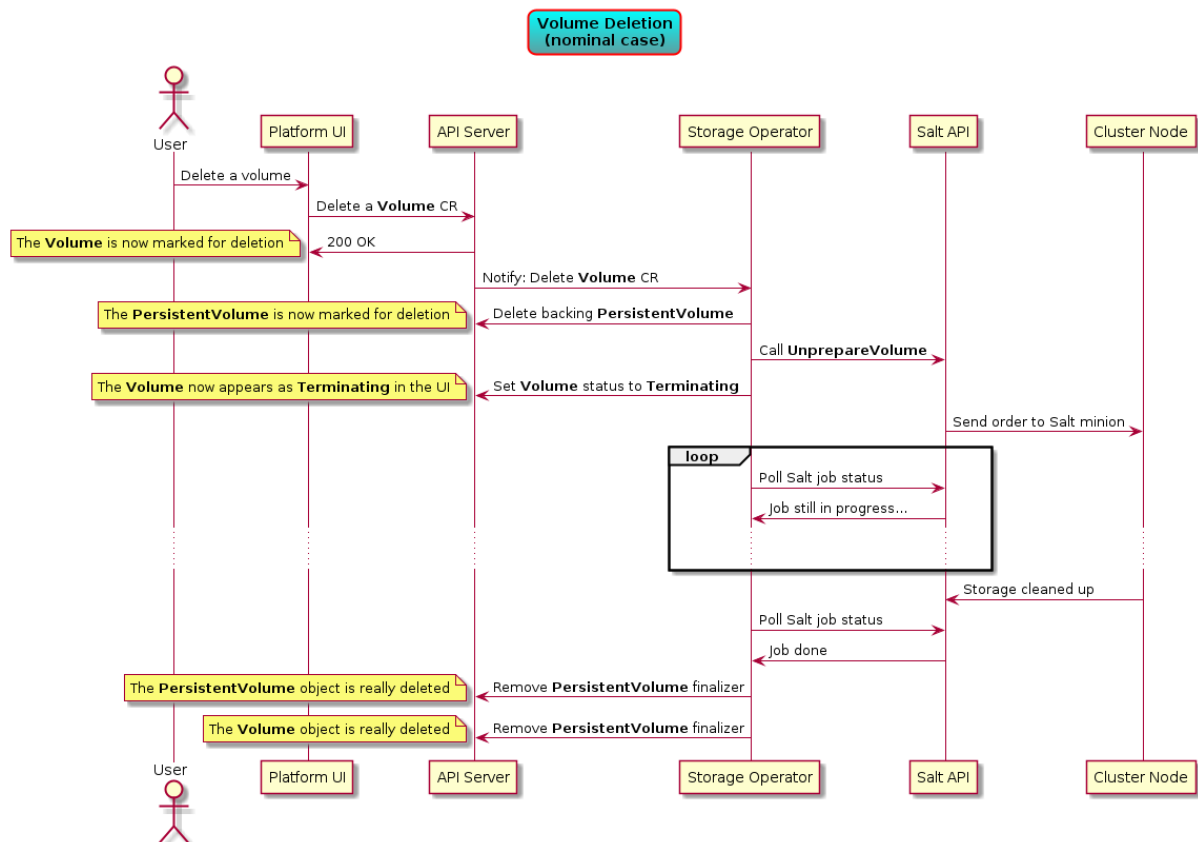 Volume Deletion
(nominal case)
User
Platform UI
API Server
Storage Operator
Salt API
Cluster Node
Delete a volume
Delete a Volume CR
The Volume is now marked for deletion
200 OK
Notify: Delete Volume CR
The PersistentVolume is now marked for deletion
Delete backing PersistentVolume
Call UnprepareVolume
The Volume now appears as Terminating in the UI
Set Volume status to Terminating
Send order to Salt minion
loop
Poll Salt job status
Job still in progress...
Storage cleaned up
Poll Salt job status
Job done
The PersistentVolume object is really deleted
Remove PersistentVolume finalizer
The Volume object is really deleted
Remove PersistentVolume finalizer
User
Platform UI
API Server
Storage Operator
Salt API
Cluster Node